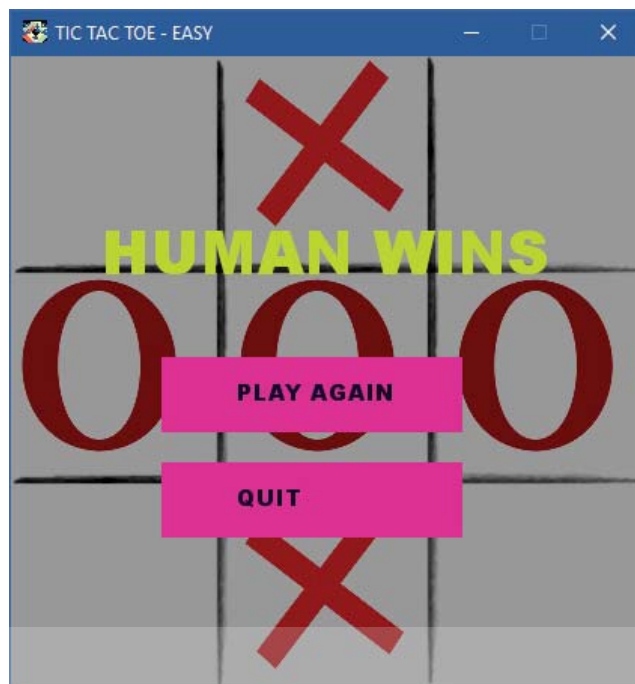 TIC TAC TOE - EASY
X
HUMAN WINS
O O O
PLAY AGAIN
QUIT
X